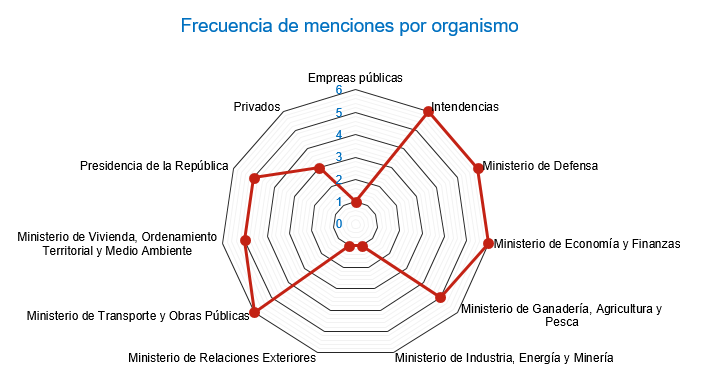 Frecuencia de menciones por organismo
Empreas públicas
6
Privados
Intendencias
5
4
3
Presidencia de la República
Ministerio de Defensa
2
1
0
Ministerio de Vivienda, Ordenamiento
Territorial y Medio Ambiente
Ministerio de Economía y Finanzas
Ministerio de Transporte y Obras Públicas
Ministerio de Ganadería, Agricultura y
Pesca
Ministerio de Relaciones Exteriores
Ministerio de Industria, Energía y Minería